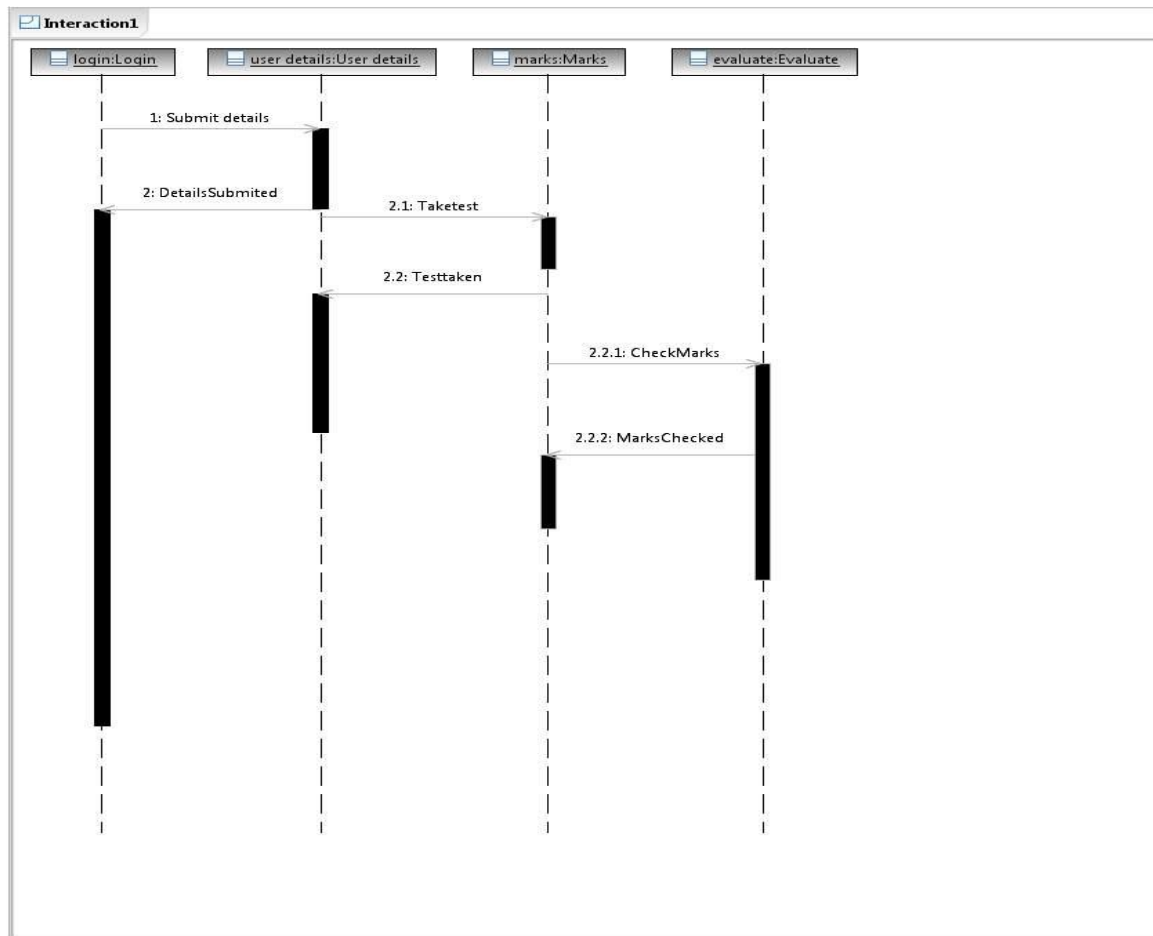 Interaction1
login:Login
user details:User details
marks:Marks
evaluate:Evaluate
1: Submit details
2: DetailsSubmited
2.1: Taketest
2.2: Testtaken
2.2.1: CheckMarks
2.2.2: MarksChecked